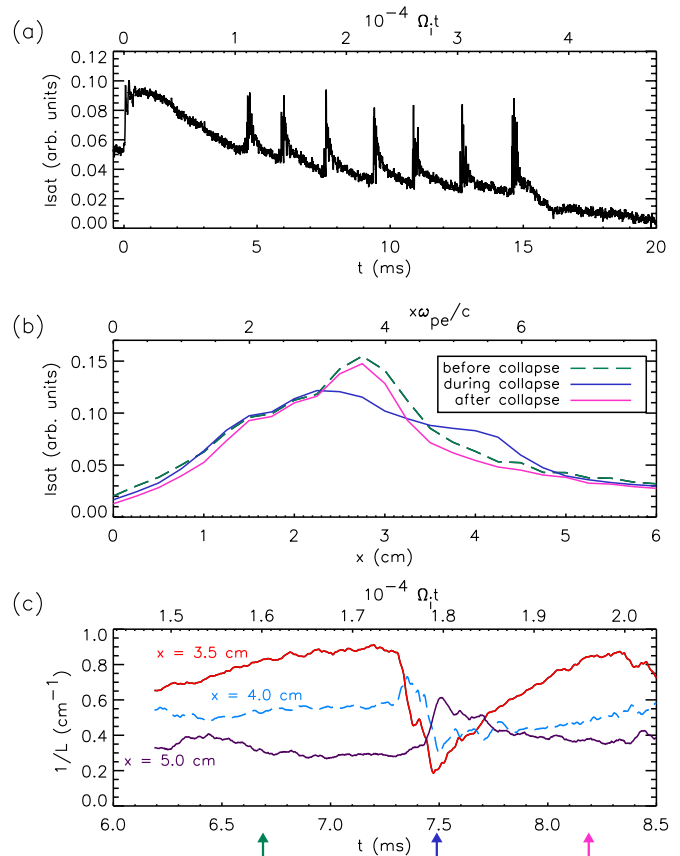 (a)
10⁻⁴ Ωᵢt
0 1 2 3 4
0.12
0.10
0.08
0.06
0.04
0.02
0.00
Isat (arb. units)
0 5 10 15 20
t (ms)
(b)
xω_pe/c
0 2 4 6
0.15
0.10
0.05
0.00
Isat (arb. units)
before collapse
during collapse
after collapse
0 1 2 3 4 5 6
x (cm)
(c)
10⁻⁴ Ωᵢt
1.5 1.6 1.7 1.8 1.9 2.0
1.0
0.8
0.6
0.4
0.2
0.0
1/L (cm⁻¹)
x = 3.5 cm
x = 4.0 cm
x = 5.0 cm
6.0 6.5 7.0 7.5 8.0 8.5
t (ms)